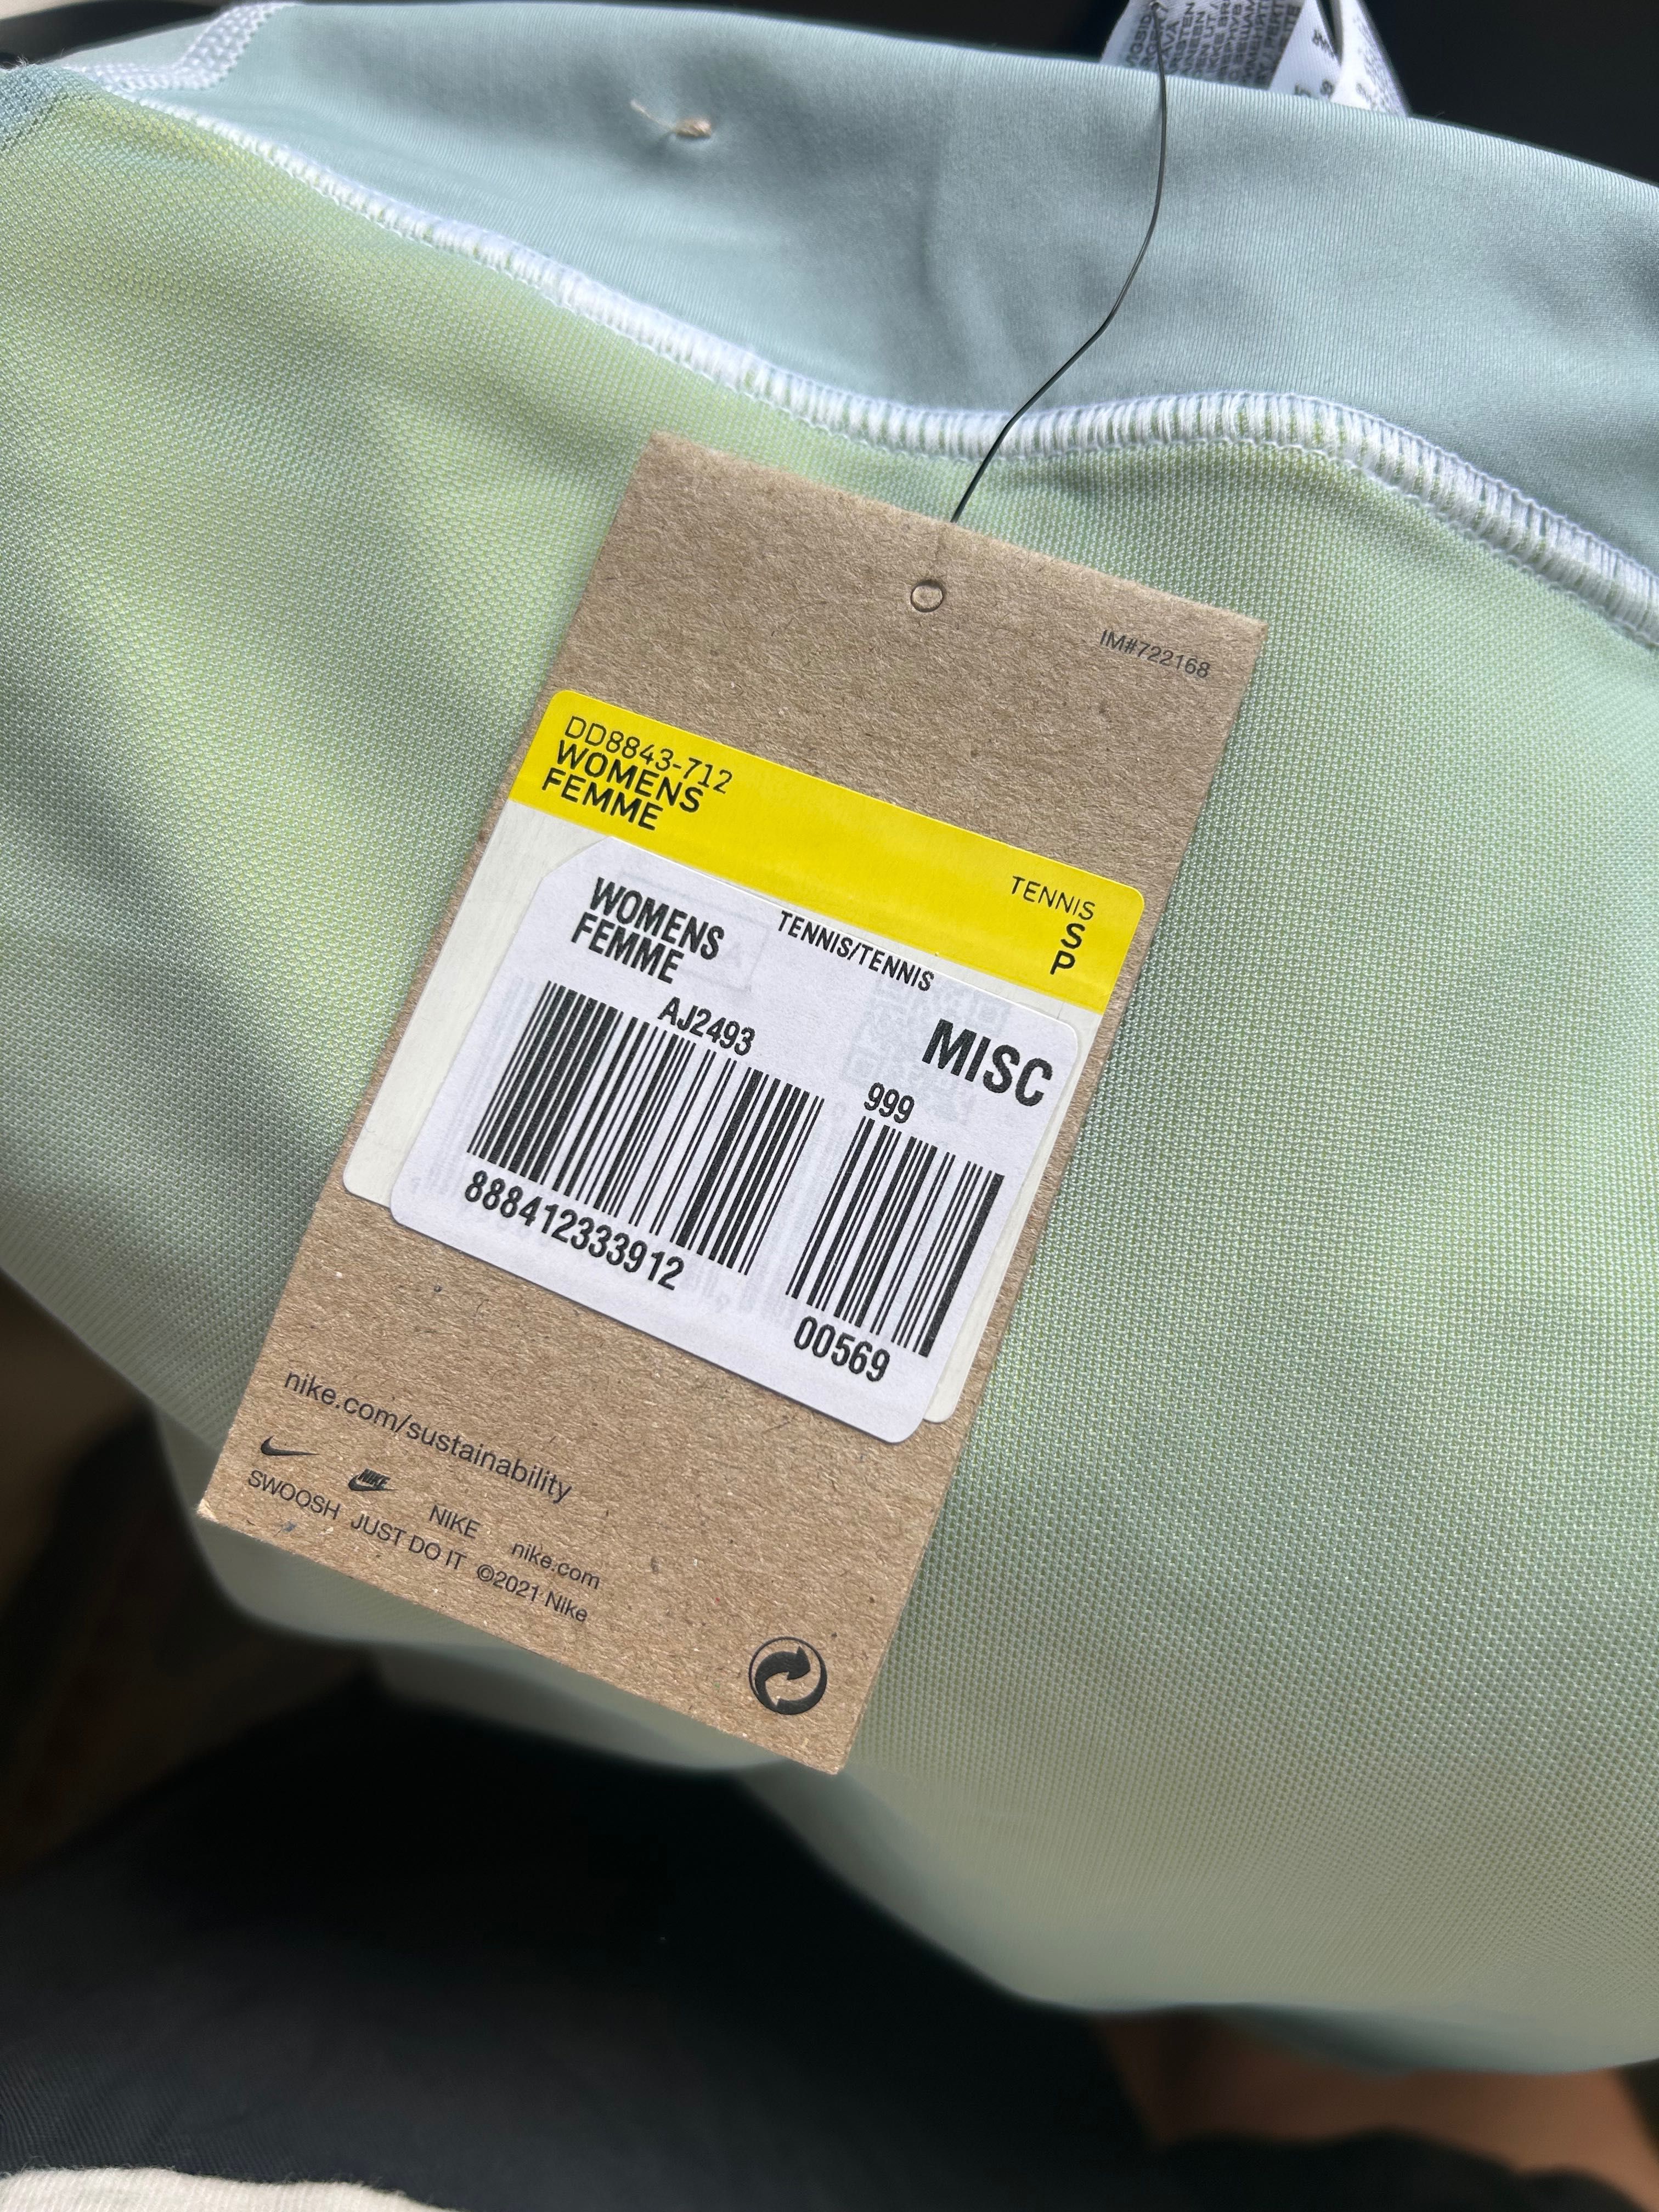 IM#722168
DD8843-712
WOMENS
FEMME
TENNIS
S
P
WOMENS
FEMME
TENNIS/TENNIS
AJ2493
MISC
999
888412333912
00569
nike.com/sustainability
NIKE
NIKE
nike.com
SWOOSH JUST DO IT ©2021 Nike